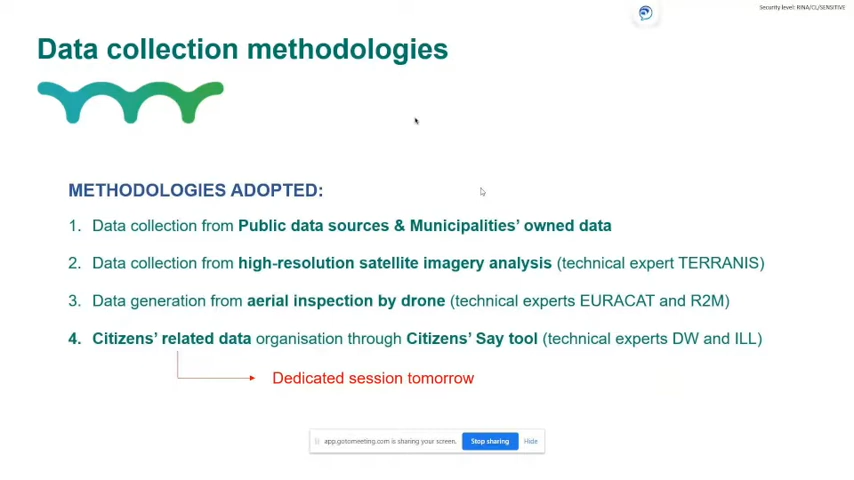 Security level: RINA/CL/SENSITIVE
Data collection methodologies
METHODOLOGIES ADOPTED:
1. Data collection from Public data sources & Municipalities' owned data
2. Data collection from high-resolution satellite imagery analysis (technical expert TERRANIS)
3. Data generation from aerial inspection by drone (technical experts EURACAT and R2M)
4. Citizens' related data organisation through Citizens' Say tool (technical experts DW and ILL)
Dedicated session tomorrow
app.gotomeeting.com is sharing your screen. Stop sharing Hide